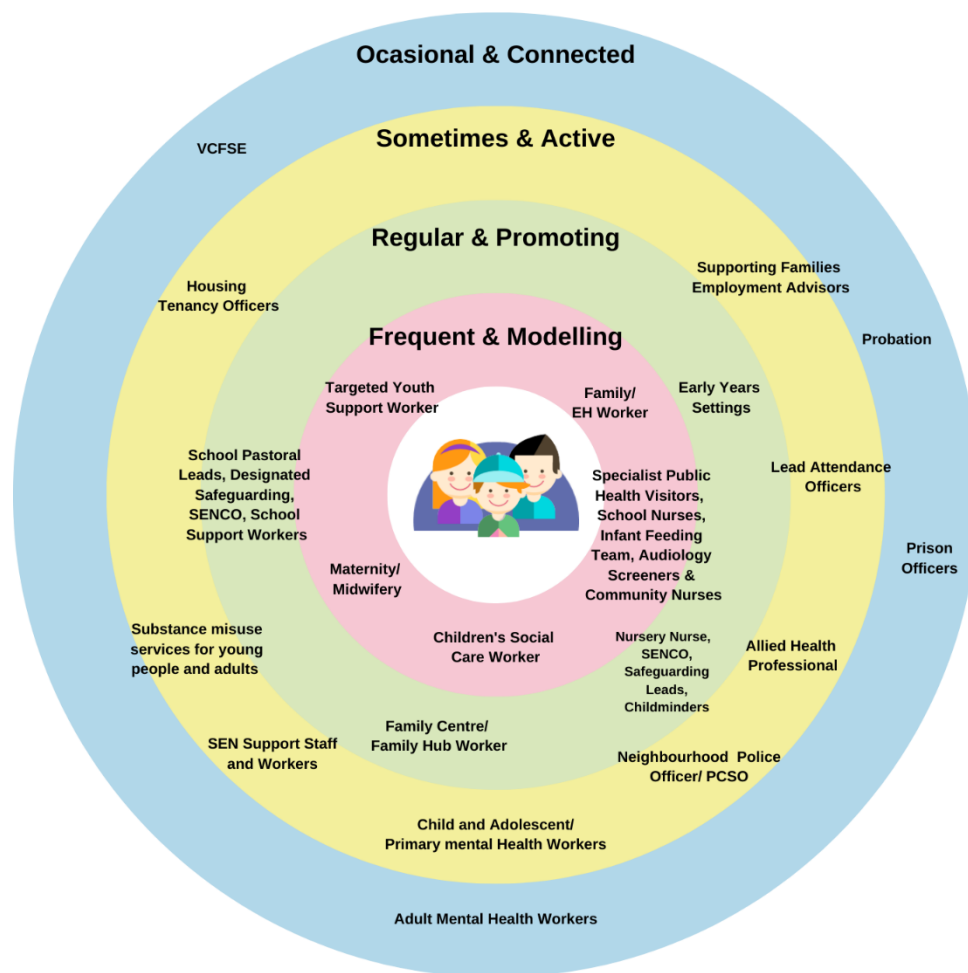 Ocasional & Connected
Sometimes & Active
VCFSE
Regular & Promoting
Supporting Families
Employment Advisors
Housing
Tenancy Officers
Probation
Frequent & Modelling
Targeted Youth
Support Worker
Family/
EH Worker
Early Years
Settings
School Pastoral
Leads, Designated
Safeguarding,
SENCO, School
Support Workers
Specialist Public
Health Visitors,
School Nurses,
Infant Feeding
Team, Audiology
Screeners &
Community Nurses
Lead Attendance
Officers
Prison
Officers
Maternity/
Midwifery
Children's Social
Care Worker
Nursery Nurse,
SENCO,
Safeguarding
Leads,
Childminders
Allied Health
Professional
Substance misuse
services for young
people and adults
Family Centre/
Family Hub Worker
SEN Support Staff
and Workers
Neighbourhood Police
Officer/ PCSO
Child and Adolescent/
Primary mental Health Workers
Adult Mental Health Workers